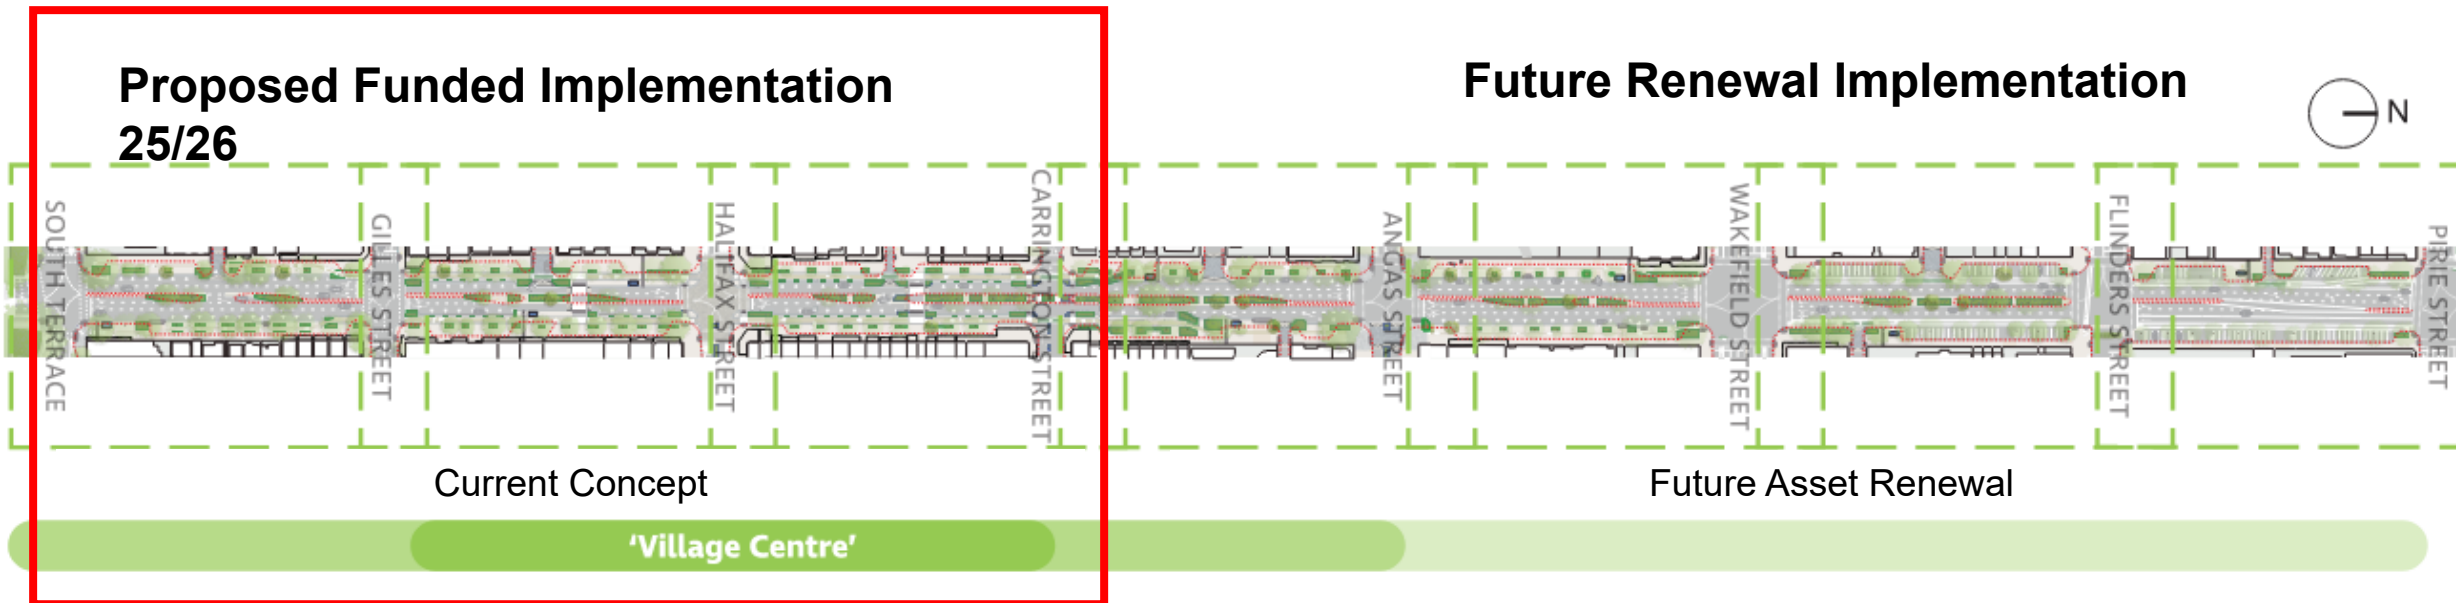 Proposed Funded Implementation
25/26
Future Renewal Implementation
N
SOUTH TERRACE
GILLES STREET
HALIFAX STREET
CARRINGTON STREET
ANGAS STREET
WAKEFIELD STREET
FLINDERS STREET
PIRIE STREET
Current Concept
Future Asset Renewal
‘Village Centre’